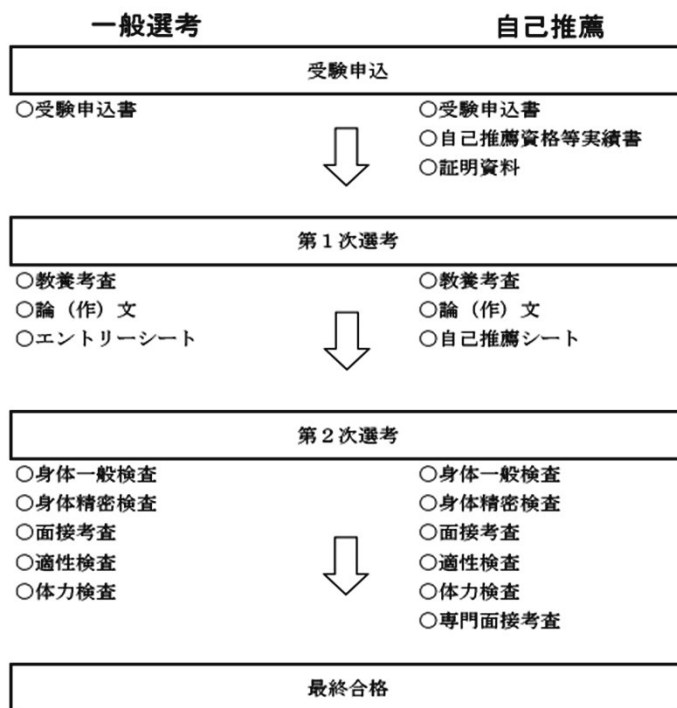 一般選考
自己推薦
受験申込
○受験申込書
○受験申込書
○自己推薦資格等実績書
○証明資料
第1次選考
○教養考査
○論（作）文
○エントリーシート
○教養考査
○論（作）文
○自己推薦シート
第2次選考
○身体一般検査
○身体精密検査
○面接考査
○適性検査
○体力検査
○身体一般検査
○身体精密検査
○面接考査
○適性検査
○体力検査
○専門面接考査
最終合格